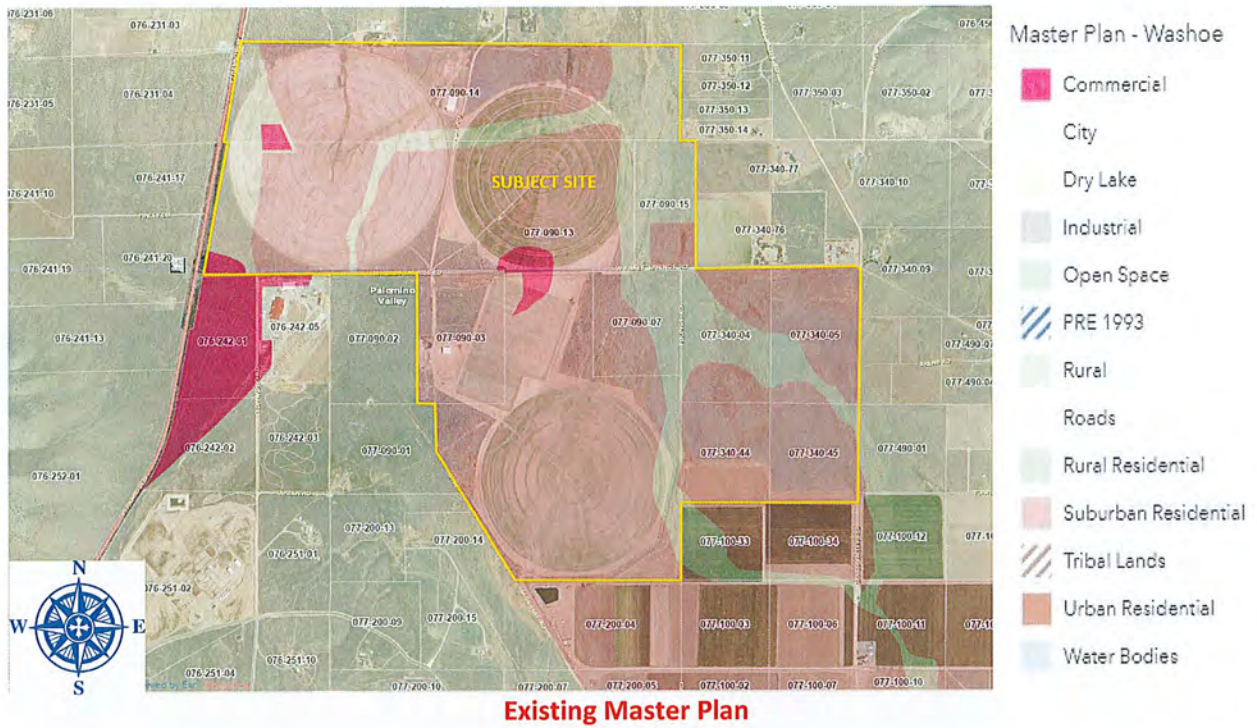 076-231-06
076-231-03
076-231-05
076-231-04
077-090-14
077-350-11
077-350-12
077-350-13
077-350-14
077-350-03
077-350-02
076-241-17
076-241-10
SUBJECT SITE
077-090-13
077-090-15
077-340-77
077-340-10
077-340-76
077-340-09
076-241-19
076-241-20
Palomino
Valley
076-241-13
076-242-01
076-242-05
077-090-02
077-090-03
077-090-07
077-340-04
077-340-05
076-242-02
076-242-03
077-090-01
077-340-44
077-340-45
077-490-01
076-252-01
077-200-13
077-200-14
077-100-33
077-100-34
077-100-12
076-251-01
076-251-02
077-200-09
077-200-15
077-200-04
077-100-03
077-100-06
077-100-11
076-251-04
076-251-10
077-200-10
077-200-07
077-200-05
077-100-02
077-100-07
077-100-10
N
W
E
S
Master Plan - Washoe
Commercial
City
Dry Lake
Industrial
Open Space
PRE 1993
Rural
Roads
Rural Residential
Suburban Residential
Tribal Lands
Urban Residential
Water Bodies
Existing Master Plan